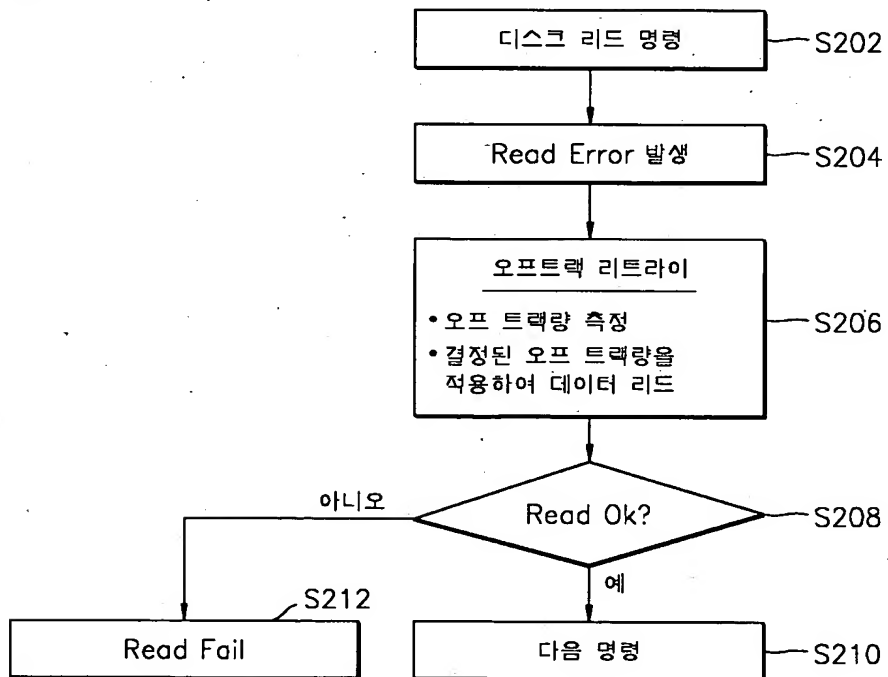 디스크 리드 명령
S202
Read Error 발생
S204
오프트랙 리트라이
• 오프 트랙량 측정
• 결정된 오프 트랙량을
적용하여 데이터 리드
S206
Read Ok?
S208
아니오
예
S212
Read Fail
다음 명령
S210